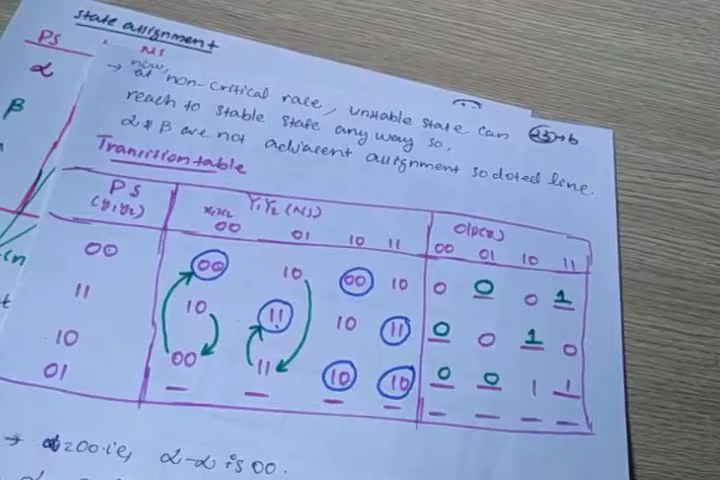 state assignment
PS
NS
α
β
→ now, at non-critical race, unstable state can
reach to stable state any way so,
α & β are not adjacent assignment so doted line.
Transition table
PS (y₁y₂) Y₁Y₂ (NS) O/P(z)
x₁x₂ 00 01 10 11 00 01 10 11
00 00 10 00 10 0 0 0 1
11 10 11 10 11 0 0 1 0
10 00 11 10 10 0 0 1 1
01 — — — — — — — —
→ α=00 i.e, α-α is 00.